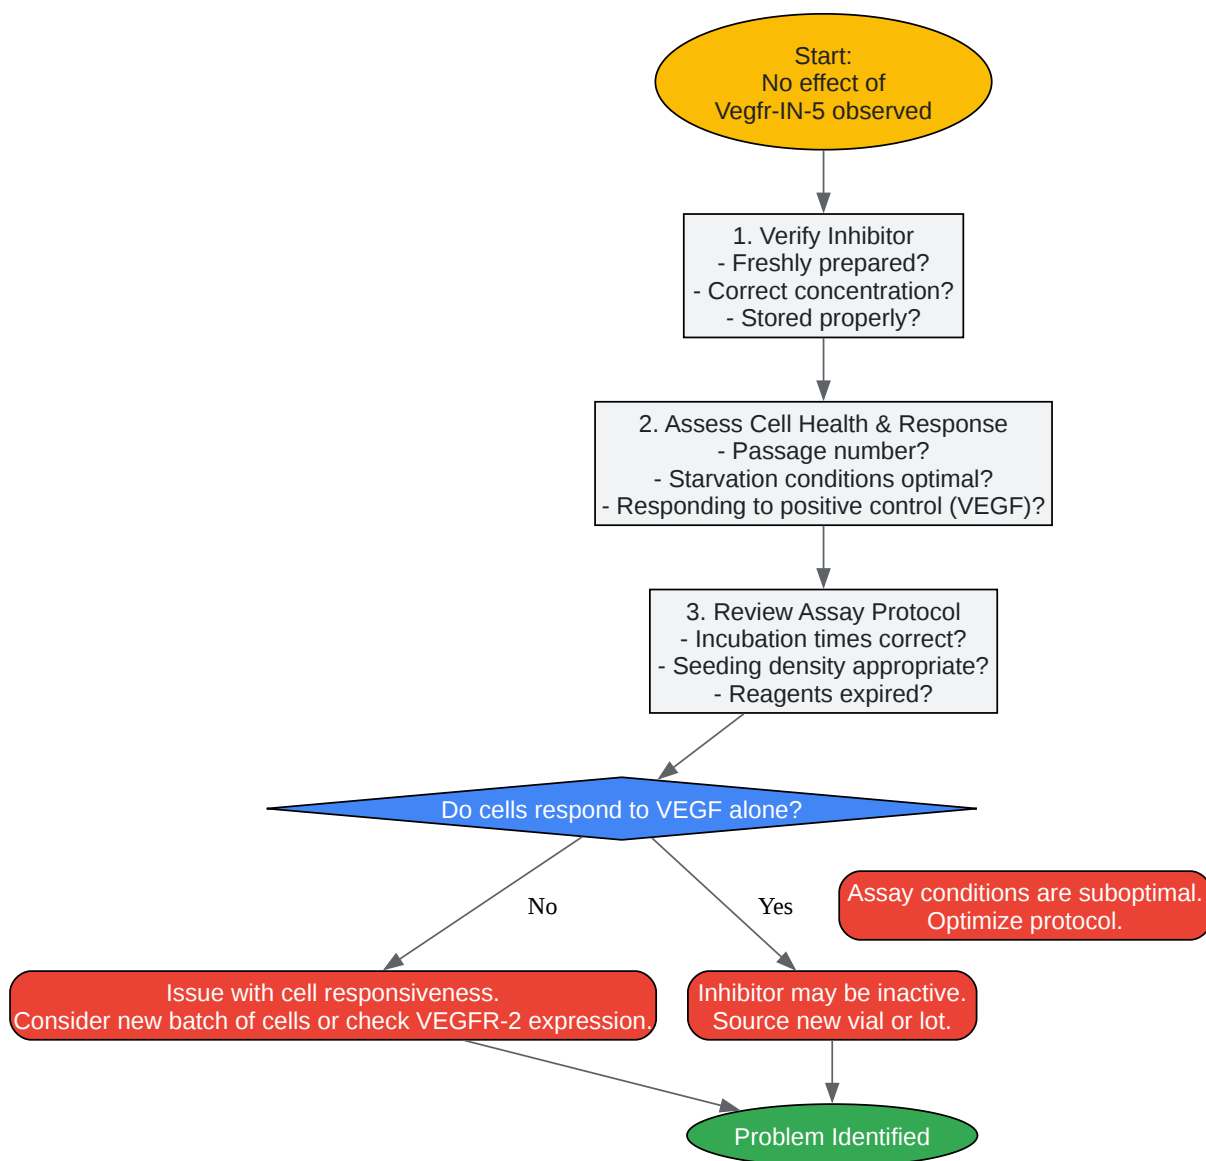 Start:
No effect of
Vegfr-IN-5 observed
1. Verify Inhibitor
- Freshly prepared?
- Correct concentration?
- Stored properly?
2. Assess Cell Health & Response
- Passage number?
- Starvation conditions optimal?
- Responding to positive control (VEGF)?
3. Review Assay Protocol
- Incubation times correct?
- Seeding density appropriate?
- Reagents expired?
Do cells respond to VEGF alone?
No
Yes
Assay conditions are suboptimal.
Optimize protocol.
Issue with cell responsiveness.
Consider new batch of cells or check VEGFR-2 expression.
Inhibitor may be inactive.
Source new vial or lot.
Problem Identified